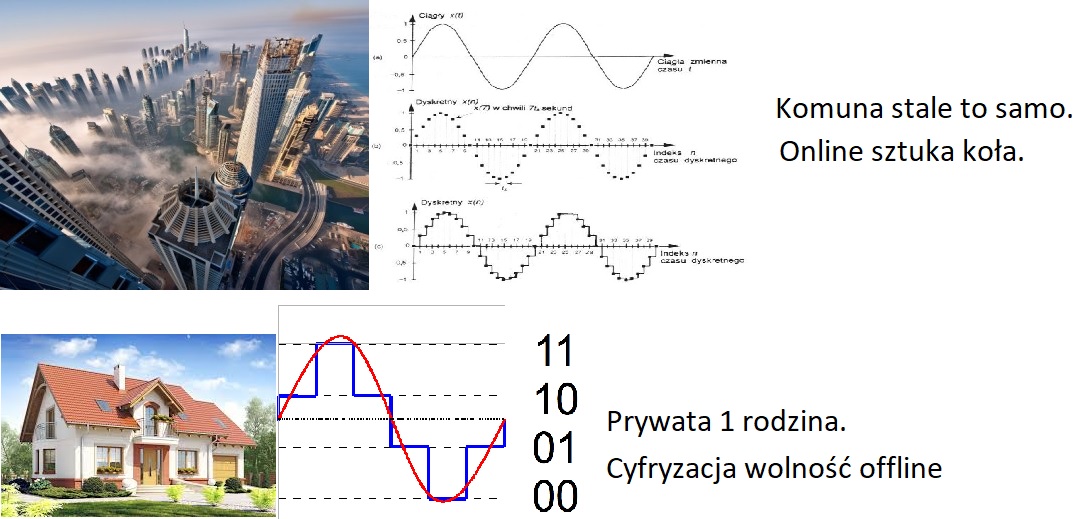 Ciągły x(t)
1
0,5
0
-0,5
-1
(a)
Ciągła zmienna
czasu t
Dyskretny x(n)
x(t) w chwili
sekund
1
0,5
0
-0,5
-1
(b)
1 3 5 7 9
11 13 15 17 19
21 23 25 27 29
31 33 35 37 39
Indeks n
czasu dyskretnego
Dyskretny x(n)
1
0,5
0
-0,5
-1
(c)
1 3 5 7 9
11 13 15 17 19
21 23 25 27 29
31 33 35 37 39
Indeks n
czasu dyskretnego
Komuna stale to samo.
Online sztuka koła.
11
10
01
00
Prywata 1 rodzina.
Cyfryzacja wolność offline